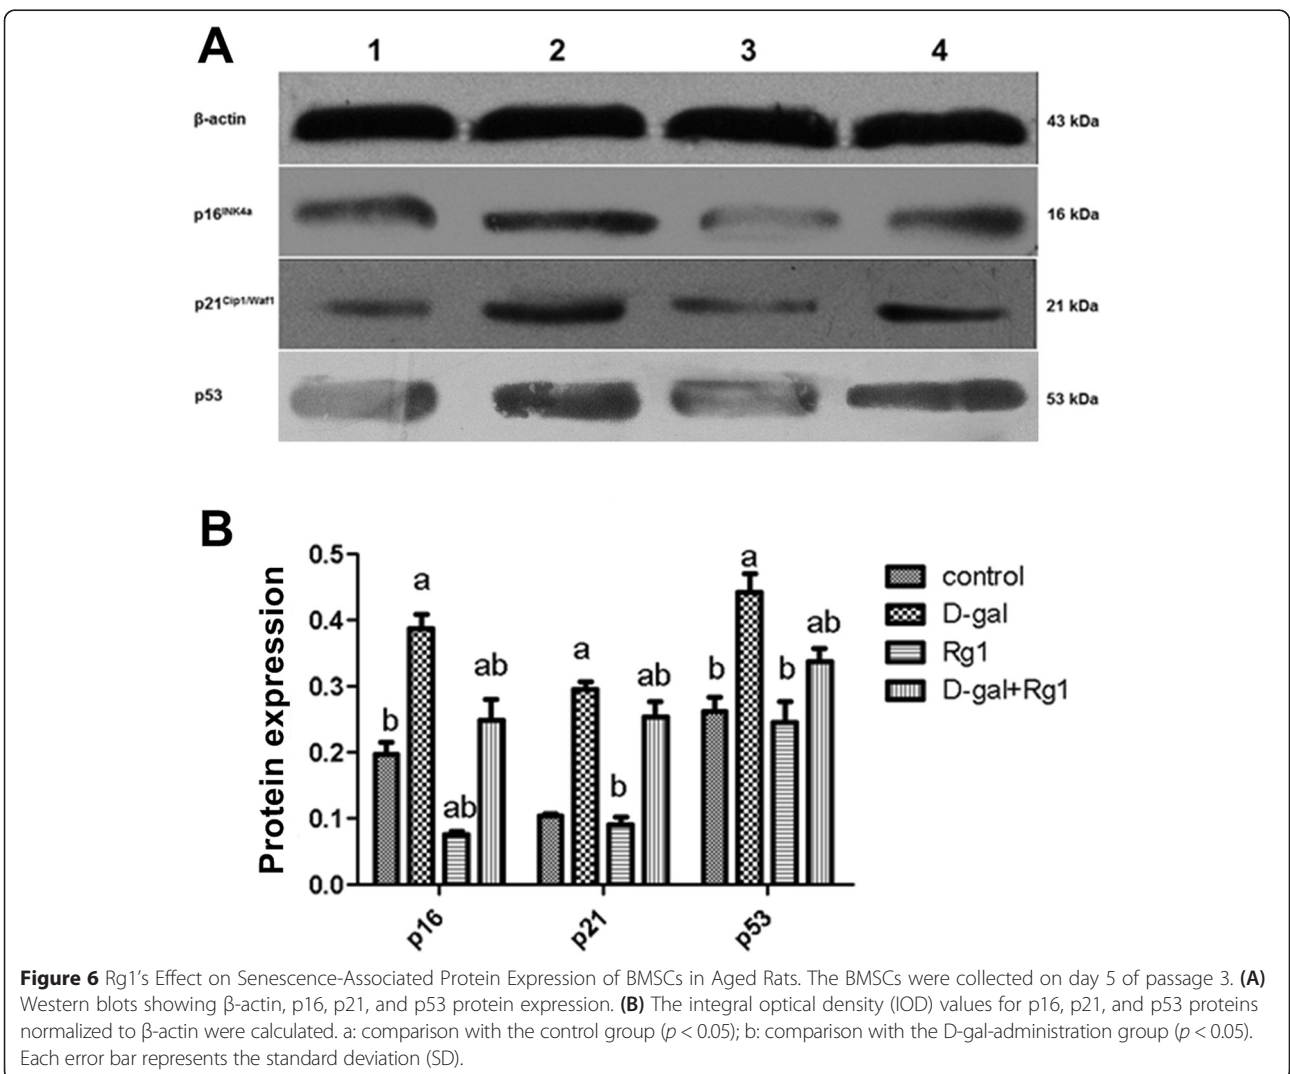 A
1 2 3 4
β-actin 43 kDa
p16INK4a 16 kDa
p21Cip1/Waf1 21 kDa
p53 53 kDa
B
Protein expression
0.5
0.4
0.3
0.2
0.1
0.0
b a ab ab
a b ab
b a b ab
p16 p21 p53
control
D-gal
Rg1
D-gal+Rg1
Figure 6 Rg1's Effect on Senescence-Associated Protein Expression of BMSCs in Aged Rats. The BMSCs were collected on day 5 of passage 3. (A)
Western blots showing β-actin, p16, p21, and p53 protein expression. (B) The integral optical density (IOD) values for p16, p21, and p53 proteins
normalized to β-actin were calculated. a: comparison with the control group (p < 0.05); b: comparison with the D-gal-administration group (p < 0.05).
Each error bar represents the standard deviation (SD).